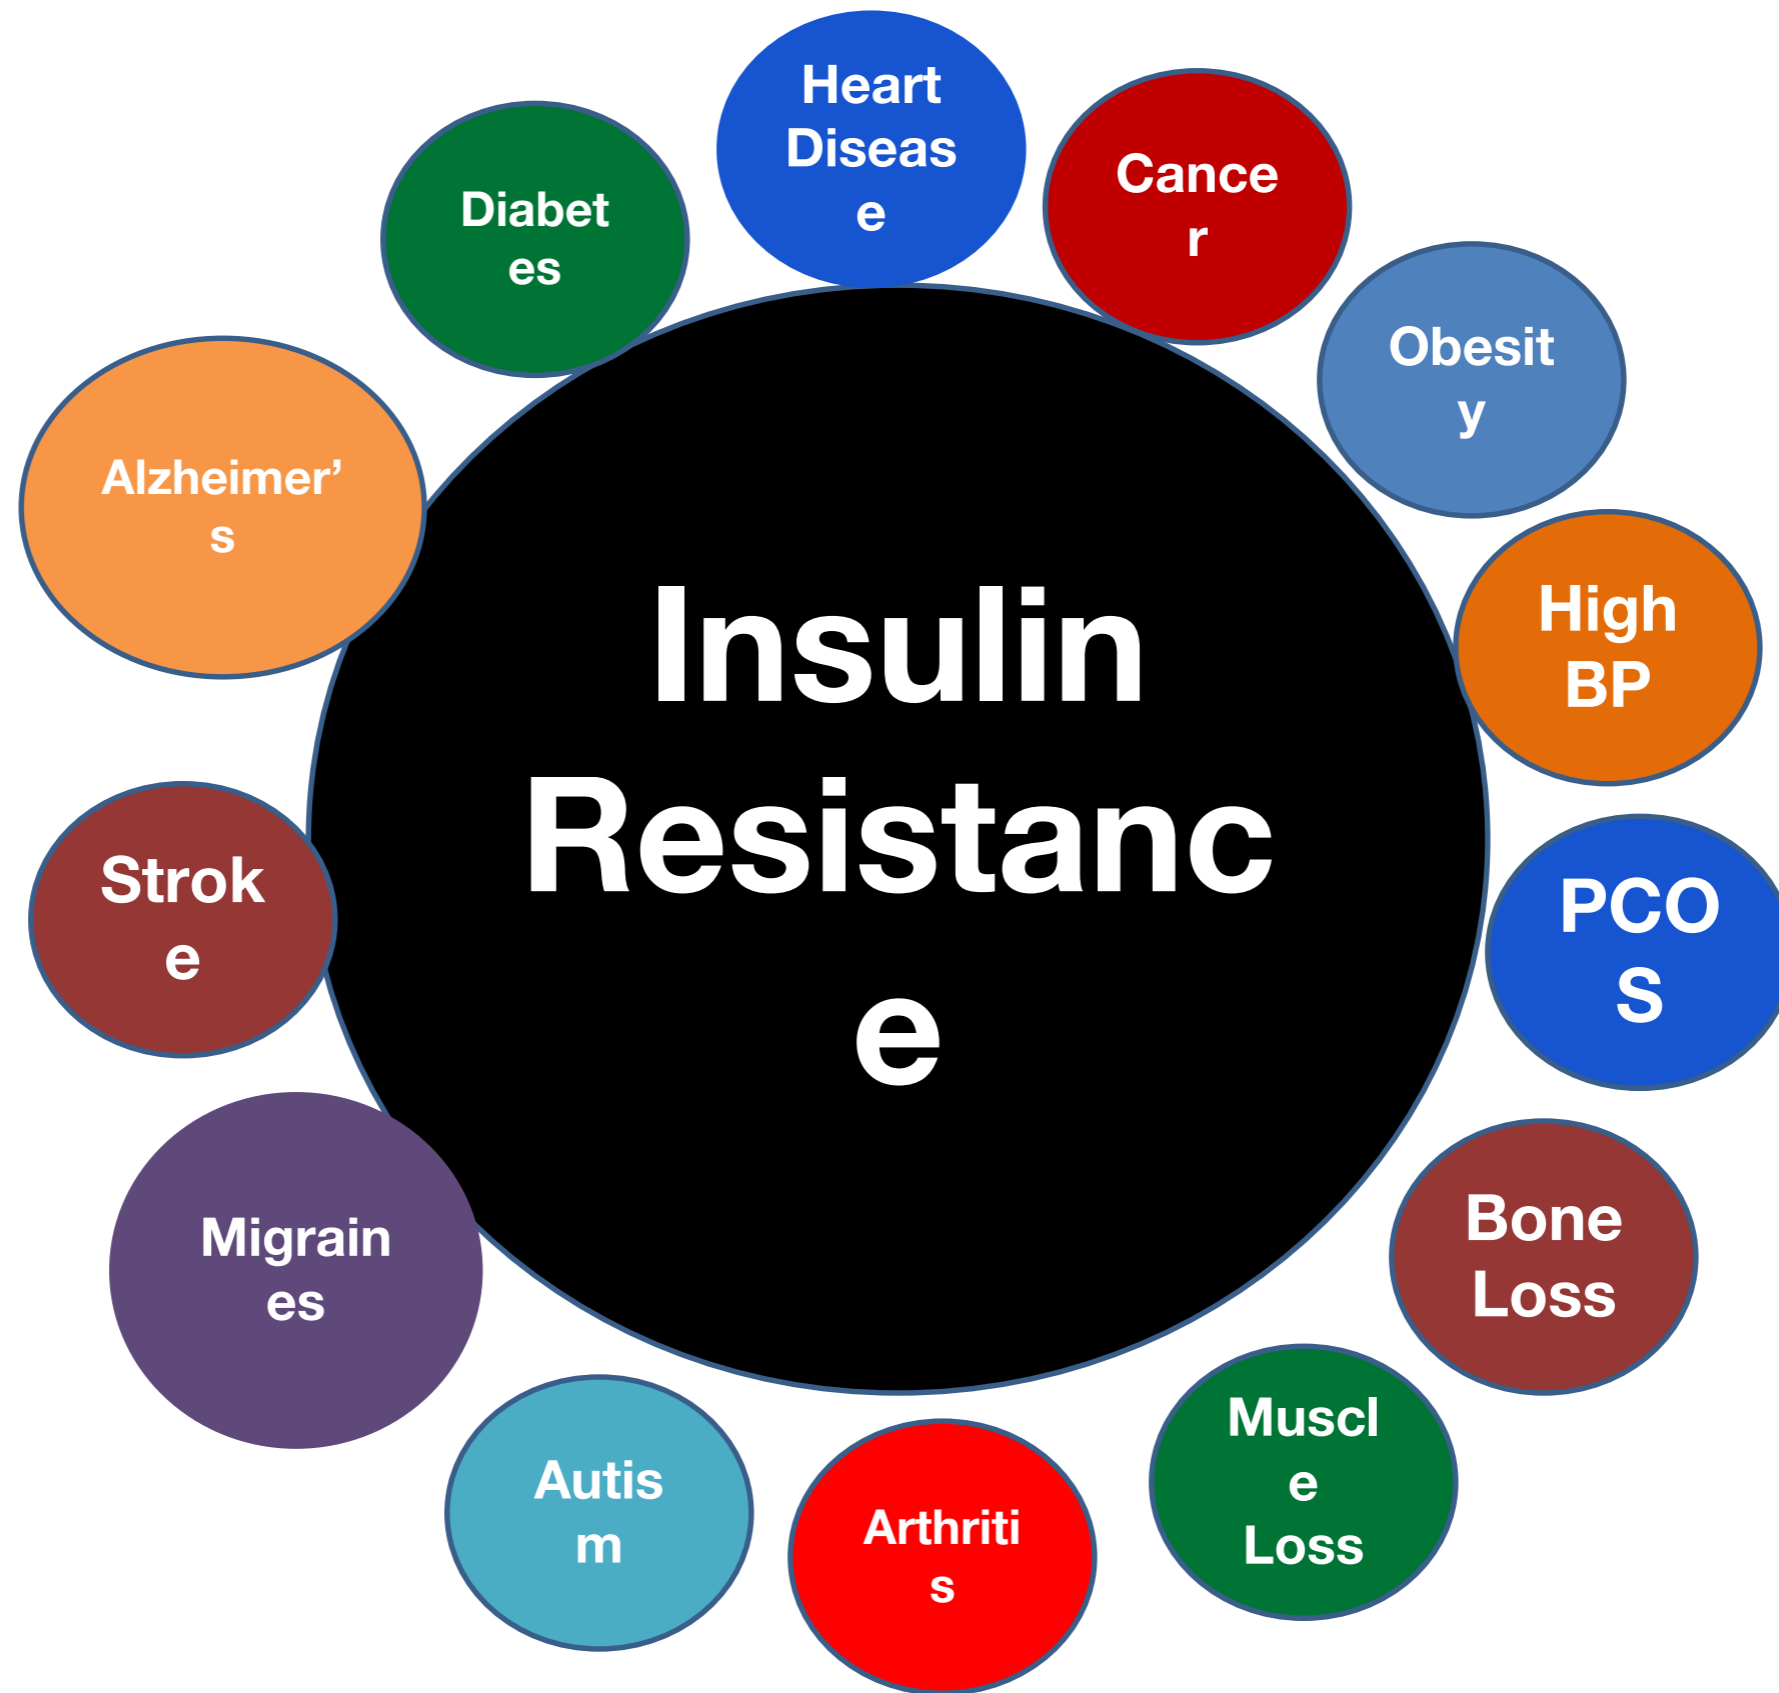 Heart
Diseas
e
Cance
r
Obesit
y
High
BP
PCO
S
Bone
Loss
Muscl
e
Loss
Arthriti
s
Autis
m
Migrain
es
Strok
e
Alzheimer’
s
Diabet
es
Insulin
Resistanc
e